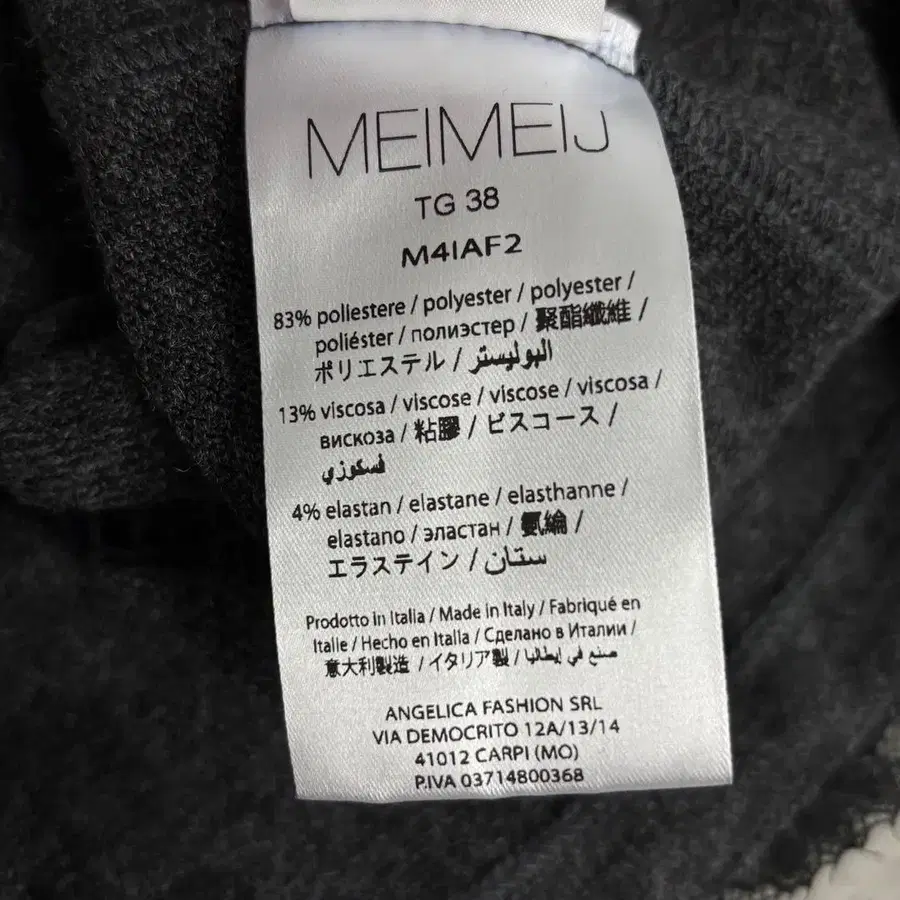 MEIMEIJ
TG 38
M4IAF2
83% poliestere / polyester / polyester /
poliéster / полиэстер / 聚酯纖維 /
ポリエステル / البوليستر
13% viscosa / viscose / viscose / viscosa /
вискоза / 粘膠 / ビスコース /
فسكوزي
4% elastan / elastane / elasthanne /
elastano / эластан / 氨綸 /
エラステイン / ستان
Prodotto in Italia / Made in Italy / Fabriqué en
Italie / Hecho en Italia / Сделано в Италии /
意大利製造 / イタリア製 / صنع في إيطاليا
ANGELICA FASHION SRL
VIA DEMOCRITO 12A/13/14
41012 CARPI (MO)
P.IVA 03714800368